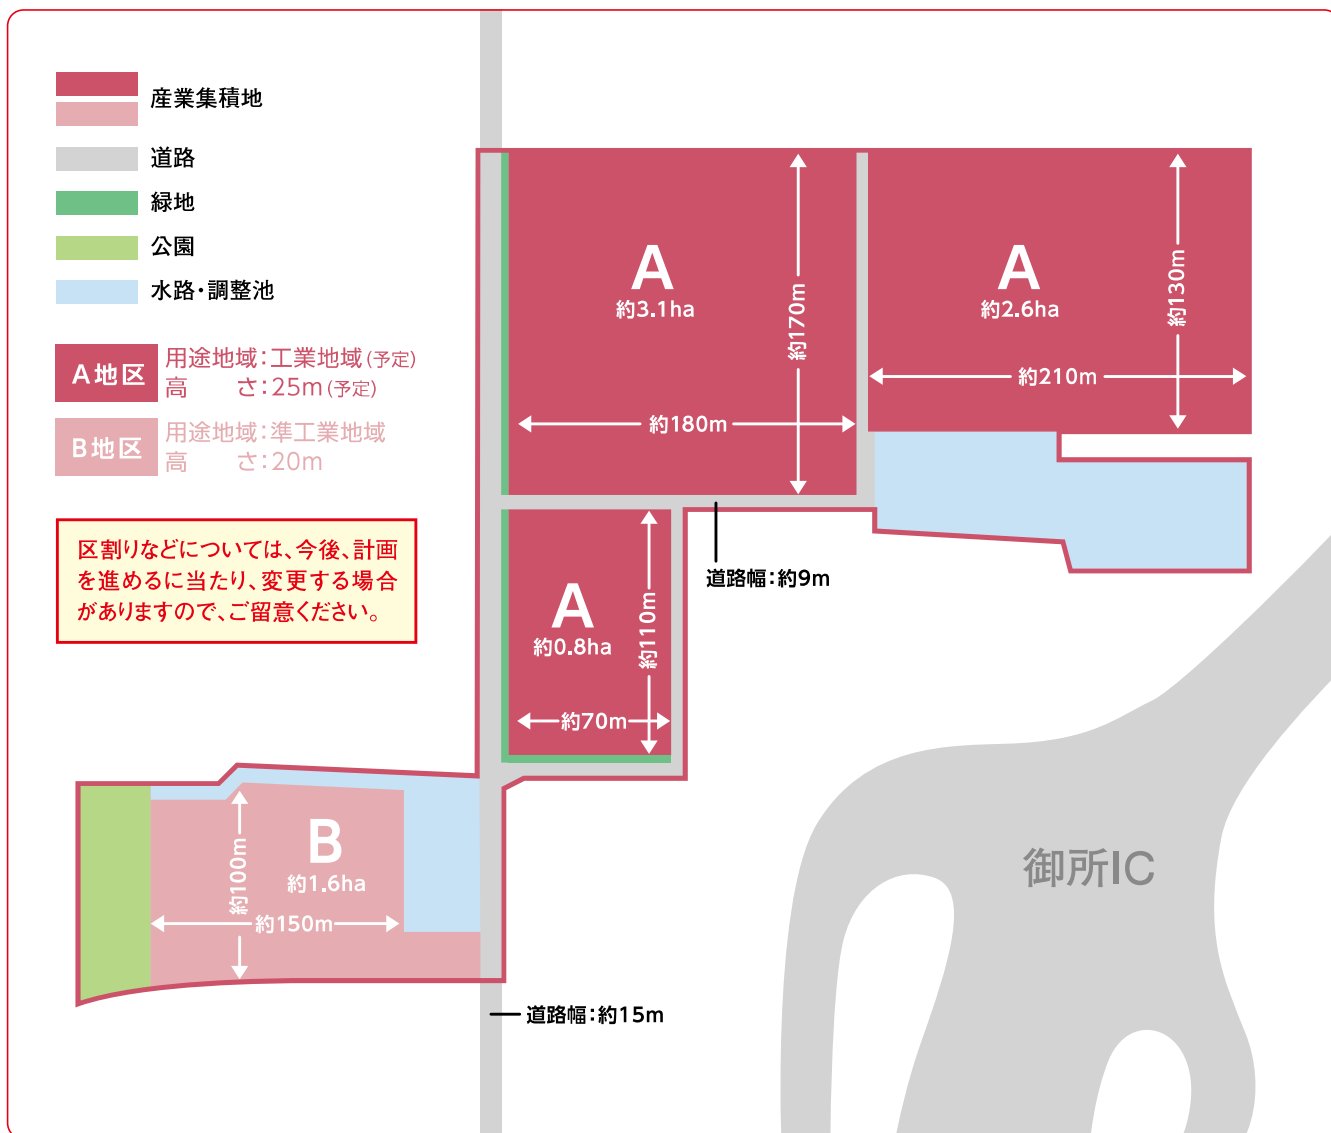 産業集積地
道路
緑地
公園
水路・調整池
A地区
用途地域：工業地域(予定)
高　　さ：25m(予定)
B地区
用途地域：準工業地域
高　　さ：20m
区割りなどについては、今後、計画
を進めるに当たり、変更する場合
がありますので、ご留意ください。
A
約3.1ha
約170m
約180m
A
約2.6ha
約130m
約210m
道路幅：約9m
A
約0.8ha
約110m
約70m
B
約1.6ha
約100m
約150m
道路幅：約15m
御所IC